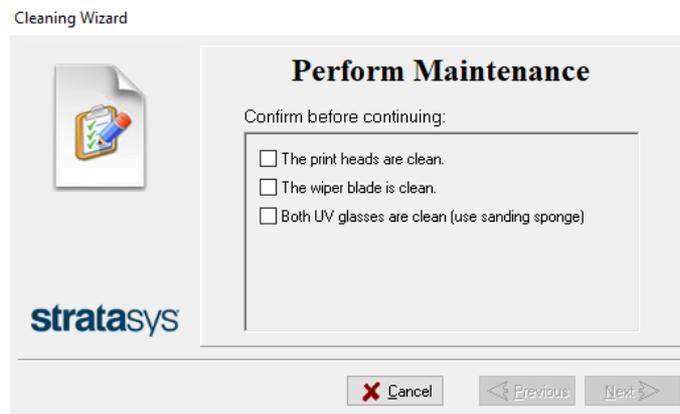 Cleaning Wizard
Perform Maintenance
Confirm before continuing:
The print heads are clean.
The wiper blade is clean.
Both UV glasses are clean (use sanding sponge)
stratasys
Cancel
Previous
Next